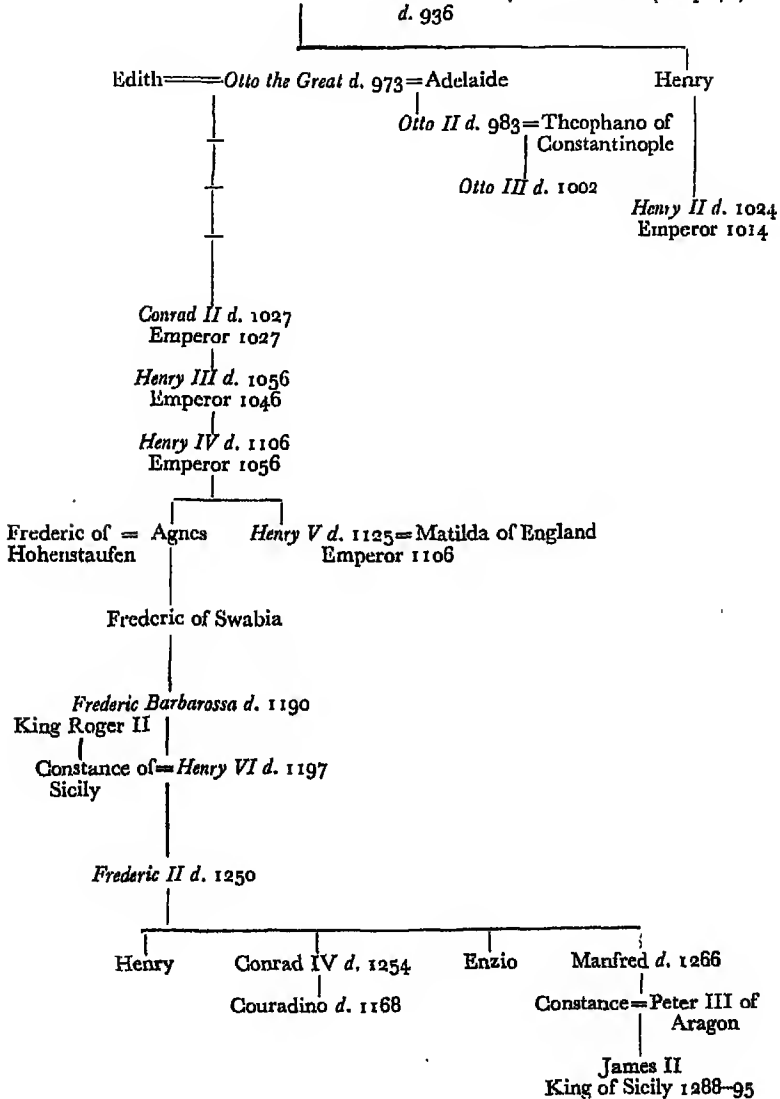 d. 936
Edith Otto the Great d. 973=Adelaide Henry
Otto II d. 983=Theophano of
Constantinople
Otto III d. 1002
Henry II d. 1024
Emperor 1014
Conrad II d. 1027
Emperor 1027
Henry III d. 1056
Emperor 1046
Henry IV d. 1106
Emperor 1056
Frederic of = Agnes Henry V d. 1125=Matilda of England
Hohenstaufen Emperor 1106
Frederic of Swabia
Frederic Barbarossa d. 1190
King Roger II
Constance of=Henry VI d. 1197
Sicily
Frederic II d. 1250
Henry Conrad IV d. 1254 Enzio Manfred d. 1266
Couradino d. 1168 Constance=Peter III of
Aragon
James II
King of Sicily 1288-95